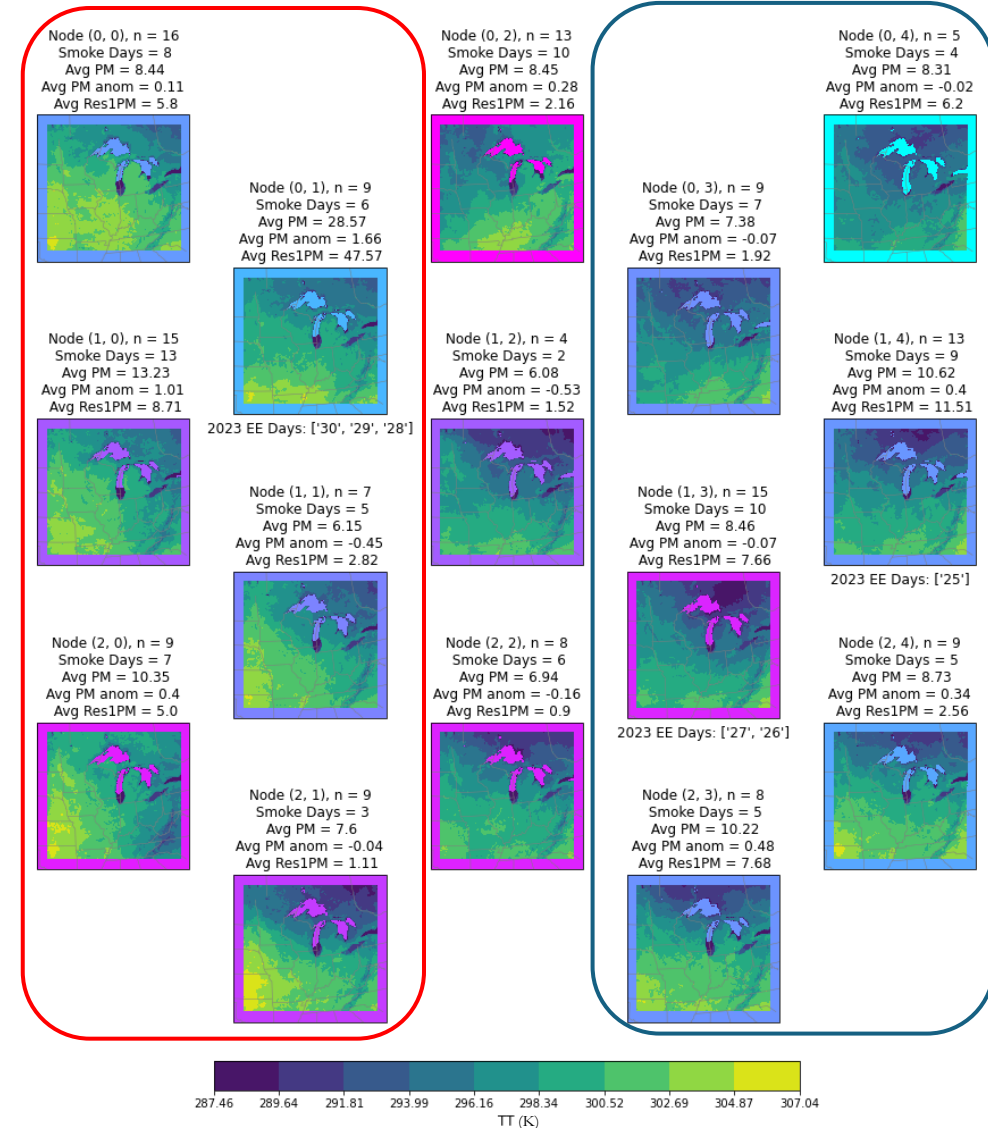 Node (0, 0), n = 16
Smoke Days = 8
Avg PM = 8.44
Avg PM anom = 0.11
Avg Res1PM = 5.8
Node (0, 2), n = 13
Smoke Days = 10
Avg PM = 8.45
Avg PM anom = 0.28
Avg Res1PM = 2.16
Node (0, 4), n = 5
Smoke Days = 4
Avg PM = 8.31
Avg PM anom = -0.02
Avg Res1PM = 6.2
Node (0, 1), n = 9
Smoke Days = 6
Avg PM = 28.57
Avg PM anom = 1.66
Avg Res1PM = 47.57
2023 EE Days: ['30', '29', '28']
Node (0, 3), n = 9
Smoke Days = 7
Avg PM = 7.38
Avg PM anom = -0.07
Avg Res1PM = 1.92
Node (1, 0), n = 15
Smoke Days = 13
Avg PM = 13.23
Avg PM anom = 1.01
Avg Res1PM = 8.71
Node (1, 2), n = 4
Smoke Days = 2
Avg PM = 6.08
Avg PM anom = -0.53
Avg Res1PM = 1.52
Node (1, 4), n = 13
Smoke Days = 9
Avg PM = 10.62
Avg PM anom = 0.4
Avg Res1PM = 11.51
2023 EE Days: ['25']
Node (1, 1), n = 7
Smoke Days = 5
Avg PM = 6.15
Avg PM anom = -0.45
Avg Res1PM = 2.82
Node (1, 3), n = 15
Smoke Days = 10
Avg PM = 8.46
Avg PM anom = -0.07
Avg Res1PM = 7.66
2023 EE Days: ['27', '26']
Node (2, 0), n = 9
Smoke Days = 7
Avg PM = 10.35
Avg PM anom = 0.4
Avg Res1PM = 5.0
Node (2, 2), n = 8
Smoke Days = 6
Avg PM = 6.94
Avg PM anom = -0.16
Avg Res1PM = 0.9
Node (2, 4), n = 9
Smoke Days = 5
Avg PM = 8.73
Avg PM anom = 0.34
Avg Res1PM = 2.56
Node (2, 1), n = 9
Smoke Days = 3
Avg PM = 7.6
Avg PM anom = -0.04
Avg Res1PM = 1.11
Node (2, 3), n = 8
Smoke Days = 5
Avg PM = 10.22
Avg PM anom = 0.48
Avg Res1PM = 7.68
287.46 289.64 291.81 293.99 296.16 298.34 300.52 302.69 304.87 307.04
TT (K)